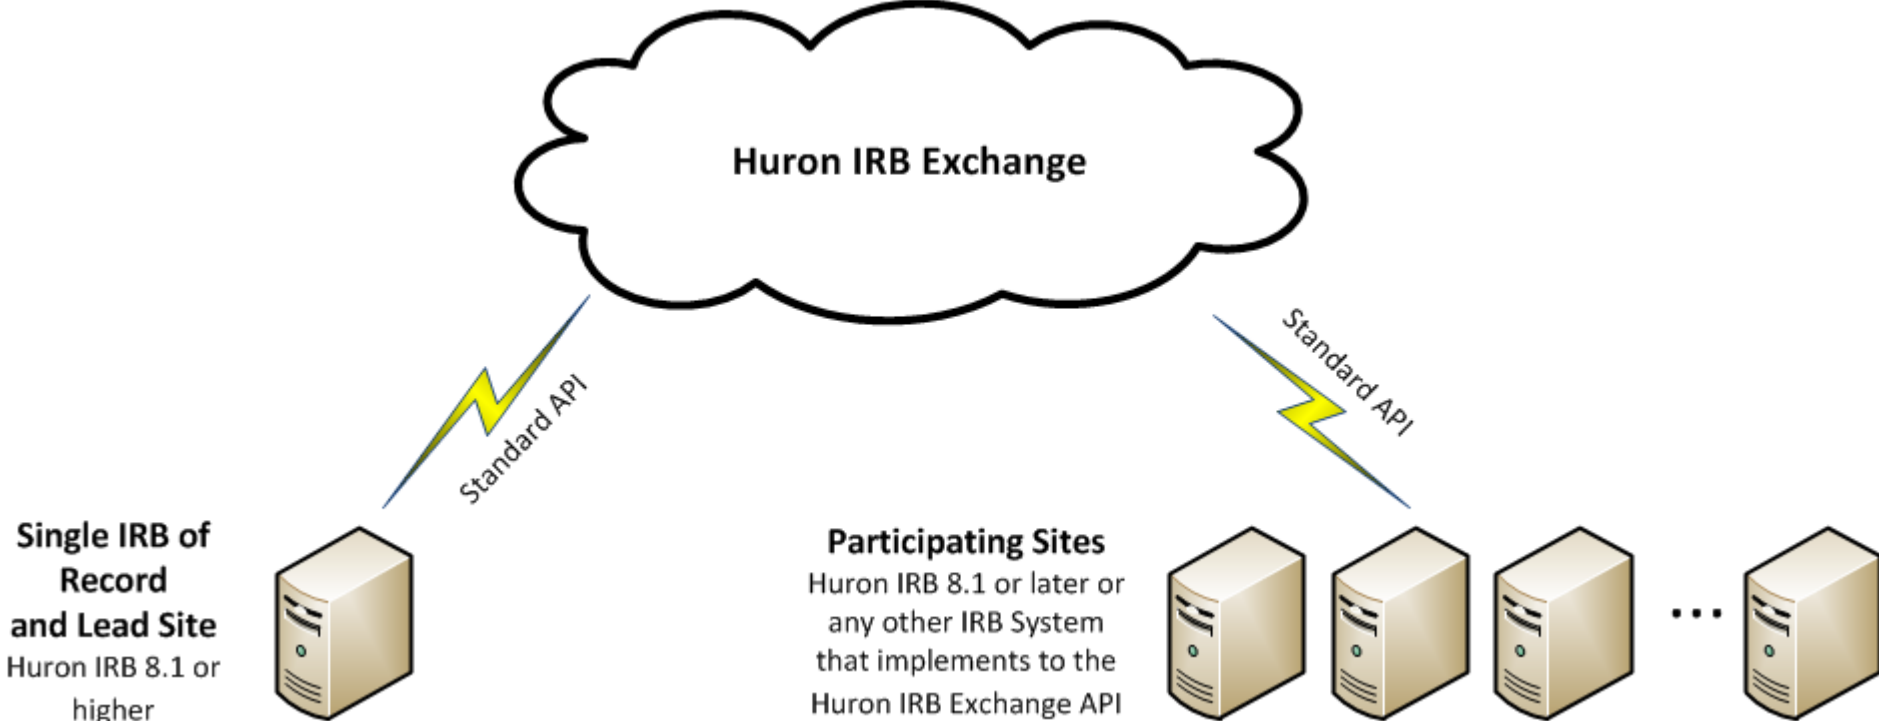 Huron IRB Exchange
Standard API
Standard API
Single IRB of
Record
and Lead Site
Huron IRB 8.1 or
higher
Participating Sites
Huron IRB 8.1 or later or
any other IRB System
that implements to the
Huron IRB Exchange API
...